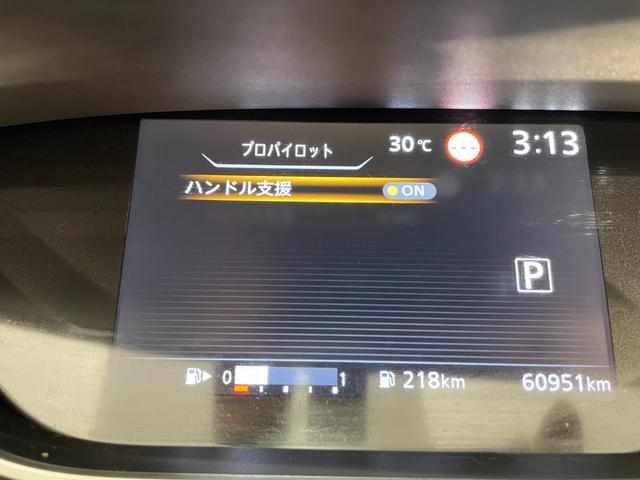 プロパイロット 30℃ 3:13
ハンドル支援 ON
P
0 1 218km 60951km